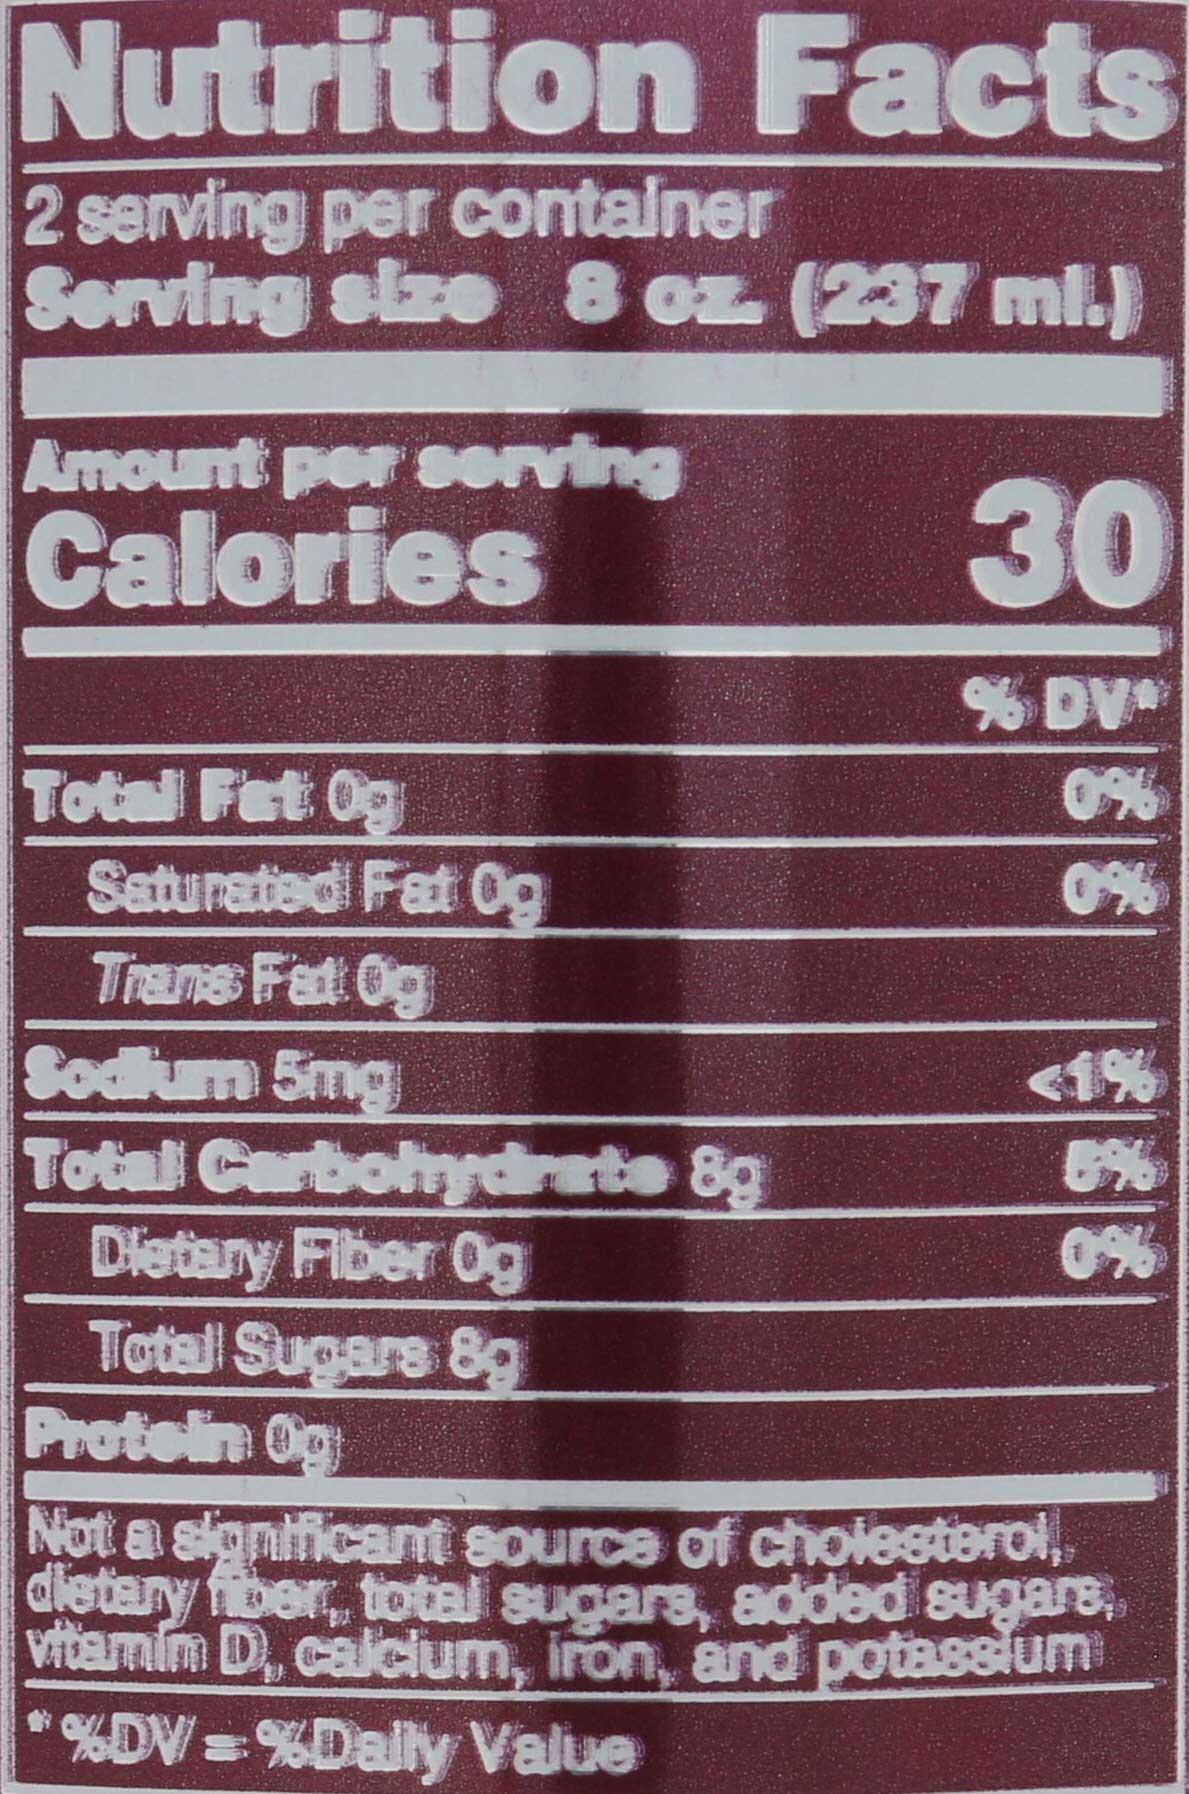 Nutrition Facts
2 serving per container
Serving size 8 oz. (237 ml.)
Amount per serving
Calories 30
% DV*
Total Fat 0g 0%
Saturated Fat 0g 0%
Trans Fat 0g
Sodium 5mg <1%
Total Carbohydrate 8g 5%
Dietary Fiber 0g 0%
Total Sugars 8g
Protein 0g
Not a significant source of cholesterol,
dietary fiber, total sugars, added sugars,
vitamin D, calcium, iron, and potassium
* %DV = %Daily Value